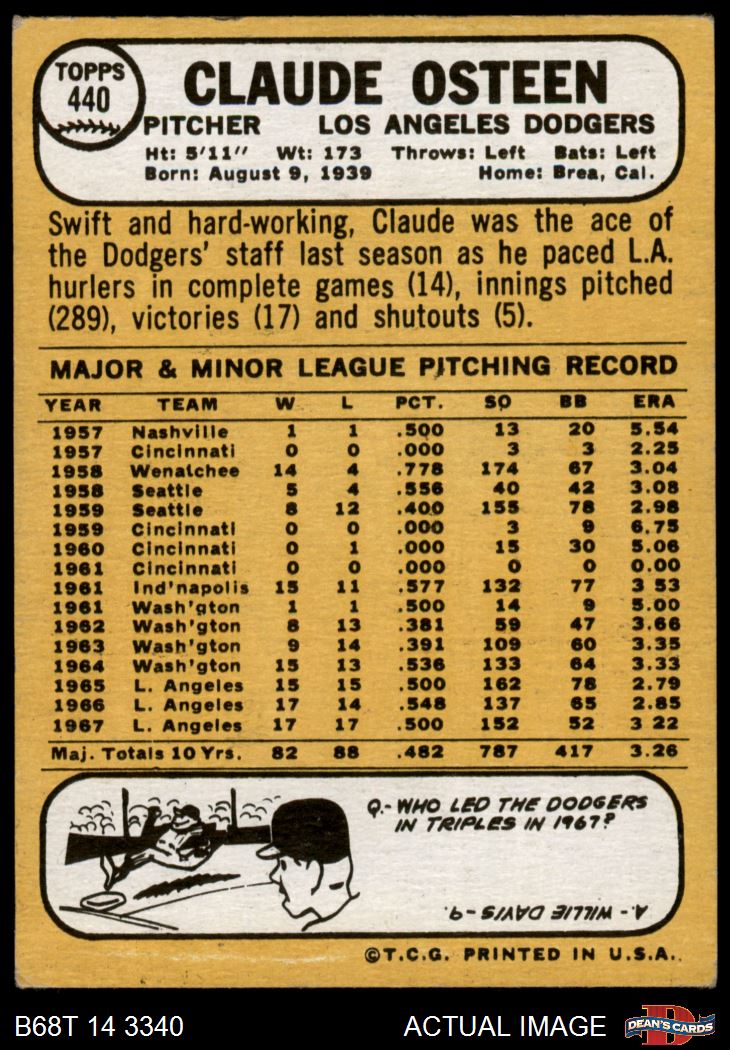 TOPPS
440
CLAUDE OSTEEN
PITCHER LOS ANGELES DODGERS
Ht: 5'11" Wt: 173 Throws: Left Bats: Left
Born: August 9, 1939 Home: Brea, Cal.
Swift and hard-working, Claude was the ace of
the Dodgers' staff last season as he paced L.A.
hurlers in complete games (14), innings pitched
(289), victories (17) and shutouts (5).
MAJOR & MINOR LEAGUE PITCHING RECORD
YEAR TEAM W L PCT. SO BB ERA
1957 Nashville 1 1 .500 13 20 5.54
1957 Cincinnati 0 0 .000 3 3 2.25
1958 Wenatchee 14 4 .778 174 67 3.04
1958 Seattle 5 4 .556 40 42 3.08
1959 Seattle 8 12 .400 155 78 2.98
1959 Cincinnati 0 0 .000 3 9 6.75
1960 Cincinnati 0 1 .000 15 30 5.06
1961 Cincinnati 0 0 .000 0 0 0.00
1961 Ind'napolis 15 11 .577 132 77 3 53
1961 Wash'gton 1 1 .500 14 9 5.00
1962 Wash'gton 8 13 .381 59 47 3.66
1963 Wash'gton 9 14 .391 109 60 3.35
1964 Wash'gton 15 13 .536 133 64 3.33
1965 L. Angeles 15 15 .500 162 78 2.79
1966 L. Angeles 17 14 .548 137 65 2.85
1967 L. Angeles 17 17 .500 152 52 3 22
Maj. Totals 10 Yrs. 82 88 .482 787 417 3.26
Q.- WHO LED THE DODGERS
IN TRIPLES IN 1967?
A. - WILLIE DAVIS - 9.
©T.C.G. PRINTED IN U.S.A.
B68T 14 3340 ACTUAL IMAGE
DEAN'S CARDS